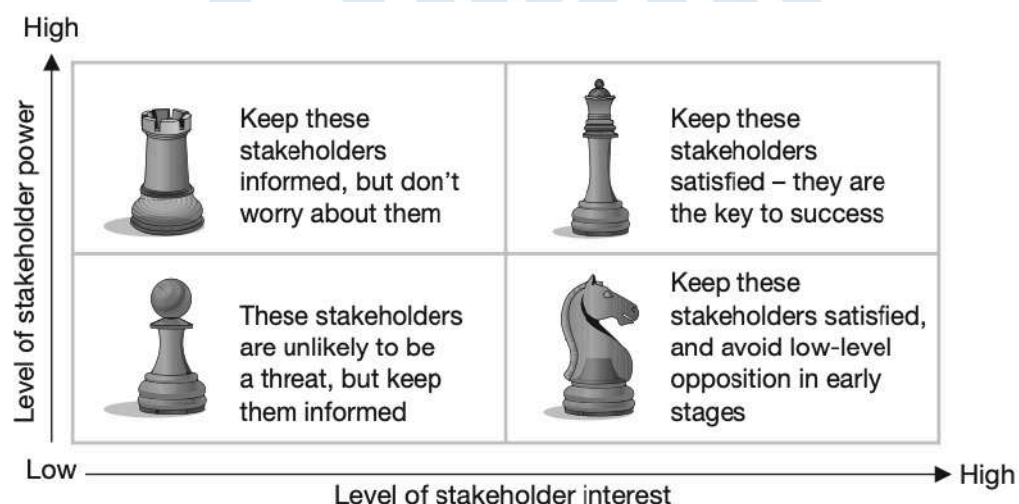 High
Level of stakeholder power
Keep these
stakeholders
informed, but don't
worry about them
Keep these
stakeholders
satisfied – they are
the key to success
These stakeholders
are unlikely to be
a threat, but keep
them informed
Keep these
stakeholders satisfied,
and avoid low-level
opposition in early
stages
Low
High
Level of stakeholder interest